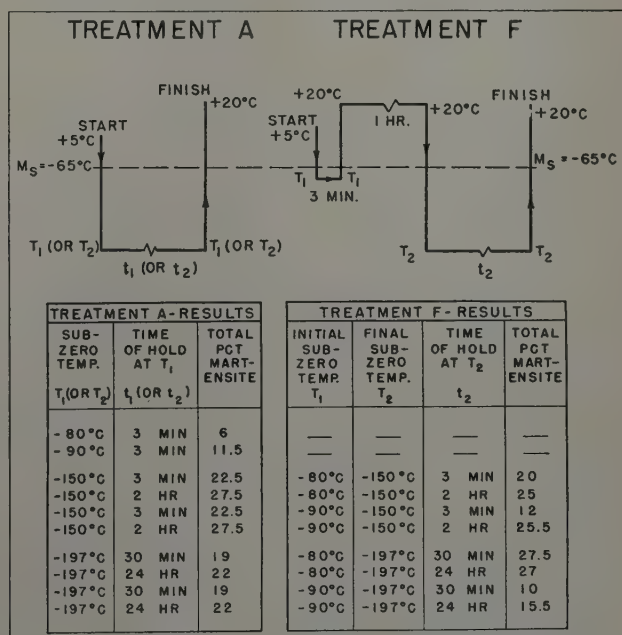 TREATMENT A TREATMENT F
FINISH
+20°C
START
+5°C
Ms = -65°C
T1 (OR T2) T1 (OR T2)
t1 (OR t2)
+20°C
START
+5°C
1 HR.
+20°C
FINISH
+20°C
T1 T1
3 MIN.
Ms = -65°C
T2 T2
t2
TREATMENT A - RESULTS
SUB- TIME TOTAL
ZERO OF HOLD PCT
TEMP. AT T1 MART-
ENSITE
T1 (OR T2) t1 (OR t2)
-80°C 3 MIN 6
-90°C 3 MIN 11.5
-150°C 3 MIN 22.5
-150°C 2 HR 27.5
-150°C 3 MIN 22.5
-150°C 2 HR 27.5
-197°C 30 MIN 19
-197°C 24 HR 22
-197°C 30 MIN 19
-197°C 24 HR 22
TREATMENT F - RESULTS
INITIAL FINAL TIME TOTAL
SUB- SUB- OF HOLD PCT
ZERO ZERO AT T2 MART-
TEMP. TEMP. ENSITE
T1 T2 t2
— — — —
— — — —
-80°C -150°C 3 MIN 20
-80°C -150°C 2 HR 25
-90°C -150°C 3 MIN 12
-90°C -150°C 2 HR 25.5
-80°C -197°C 30 MIN 27.5
-80°C -197°C 24 HR 27
-90°C -197°C 30 MIN 10
-90°C -197°C 24 HR 15.5